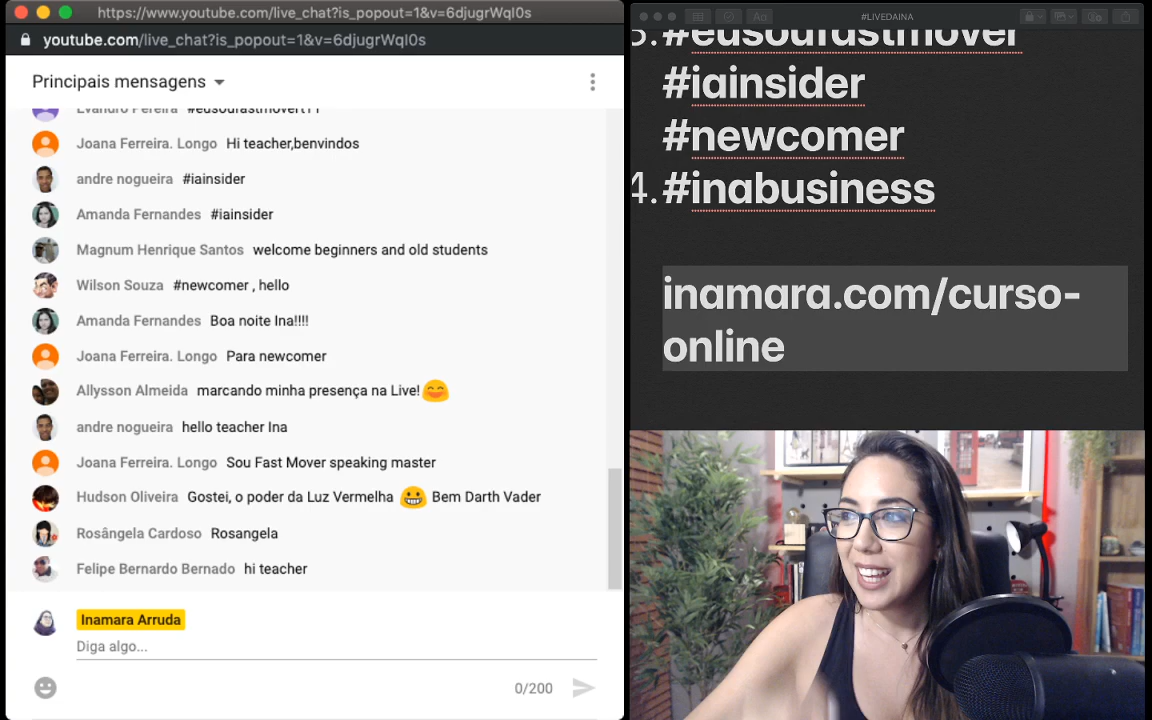 https://www.youtube.com/live_chat?is_popout=1&v=6djugrWqI0s
youtube.com/live_chat?is_popout=1&v=6djugrWqI0s
Principais mensagens
Evandro Pereira
Joana Ferreira. Longo Hi teacher,benvindos
andre nogueira #iainsider
Amanda Fernandes #iainsider
Magnum Henrique Santos welcome beginners and old students
Wilson Souza #newcomer , hello
Amanda Fernandes Boa noite Ina!!!!
Joana Ferreira. Longo Para newcomer
Allysson Almeida marcando minha presença na Live!
andre nogueira hello teacher Ina
Joana Ferreira. Longo Sou Fast Mover speaking master
Hudson Oliveira Gostei, o poder da Luz Vermelha Bem Darth Vader
Rosângela Cardoso Rosangela
Felipe Bernardo Bernado hi teacher
Inamara Arruda
Diga algo...
0/200
#LIVEDAINA
Aa
3. #eusoufastmover
#iainsider
#newcomer
4. #inabusiness
inamara.com/curso-
online